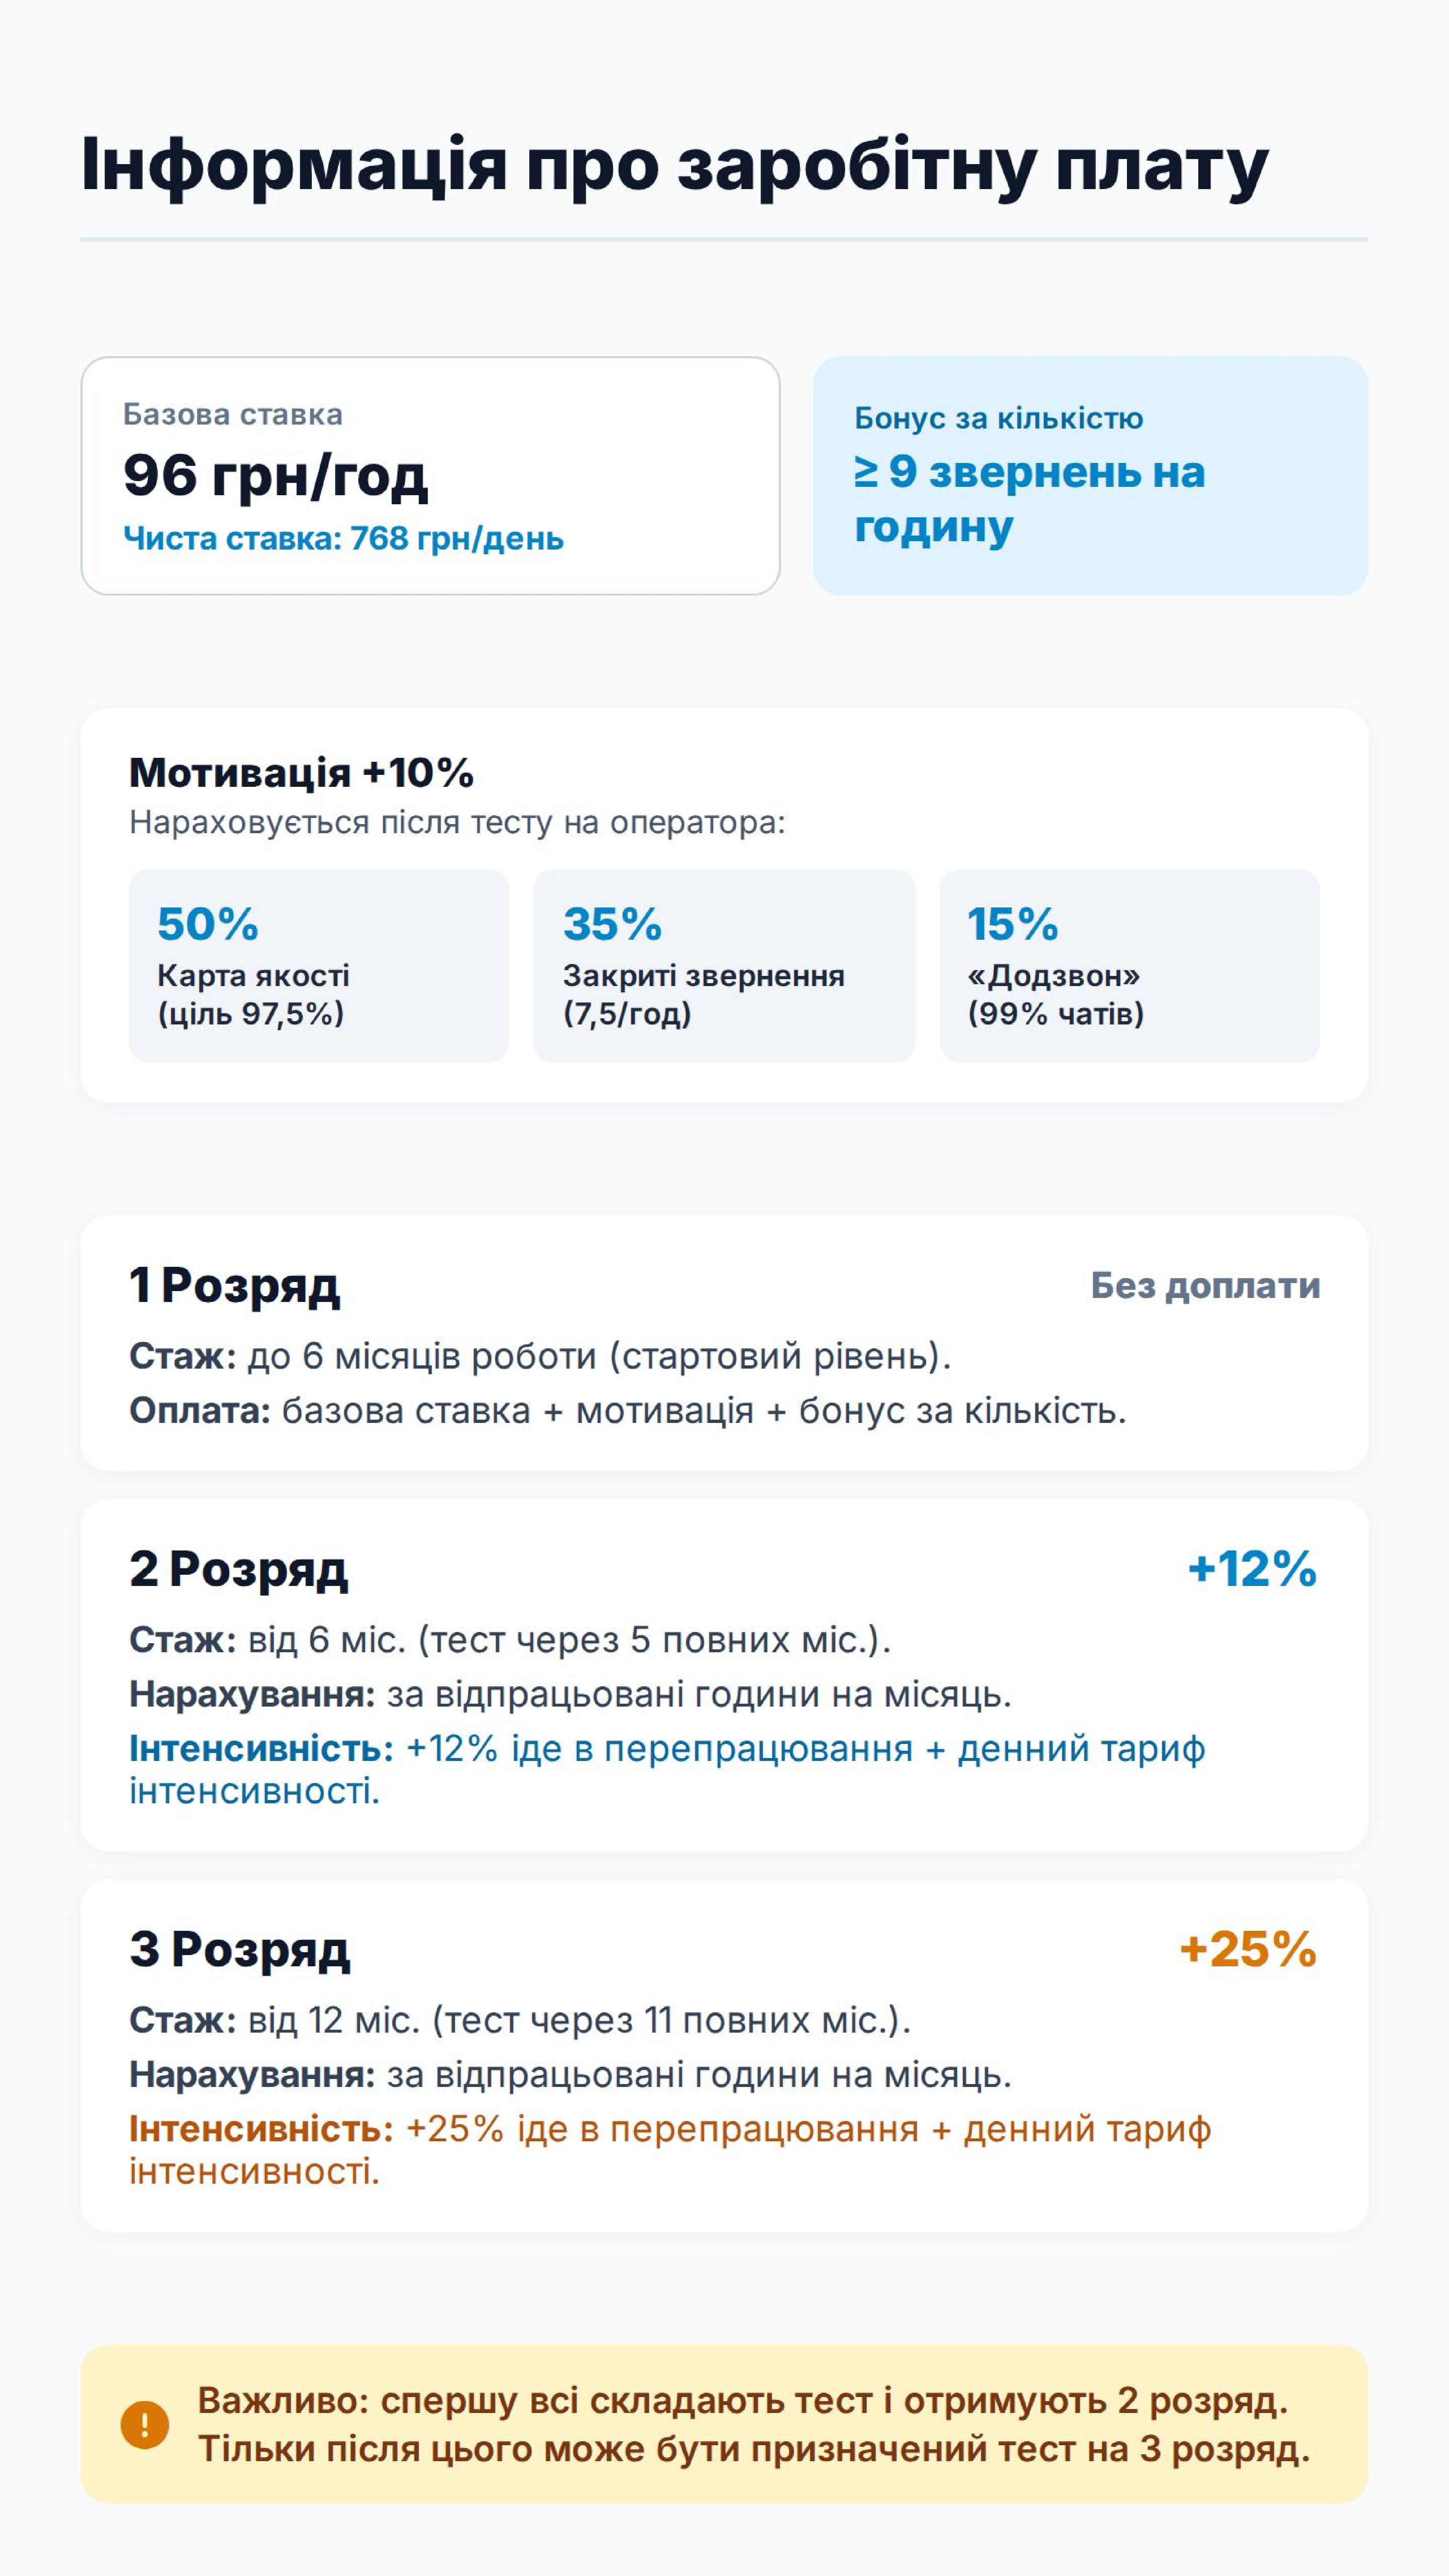 Інформація про заробітну плату
Базова ставка
96 грн/год
Чиста ставка: 768 грн/день
Бонус за кількістю
≥ 9 звернень на
годину
Мотивація +10%
Нараховується після тесту на оператора:
50%
Карта якості
(ціль 97,5%)
35%
Закриті звернення
(7,5/год)
15%
«Додзвон»
(99% чатів)
1 Розряд
Без доплати
Стаж: до 6 місяців роботи (стартовий рівень).
Оплата: базова ставка + мотивація + бонус за кількість.
2 Розряд
+12%
Стаж: від 6 міс. (тест через 5 повних міс.).
Нарахування: за відпрацьовані години на місяць.
Інтенсивність: +12% іде в перепрацювання + денний тариф
інтенсивності.
3 Розряд
+25%
Стаж: від 12 міс. (тест через 11 повних міс.).
Нарахування: за відпрацьовані години на місяць.
Інтенсивність: +25% іде в перепрацювання + денний тариф
інтенсивності.
Важливо: спершу всі складають тест і отримують 2 розряд.
Тільки після цього може бути призначений тест на 3 розряд.